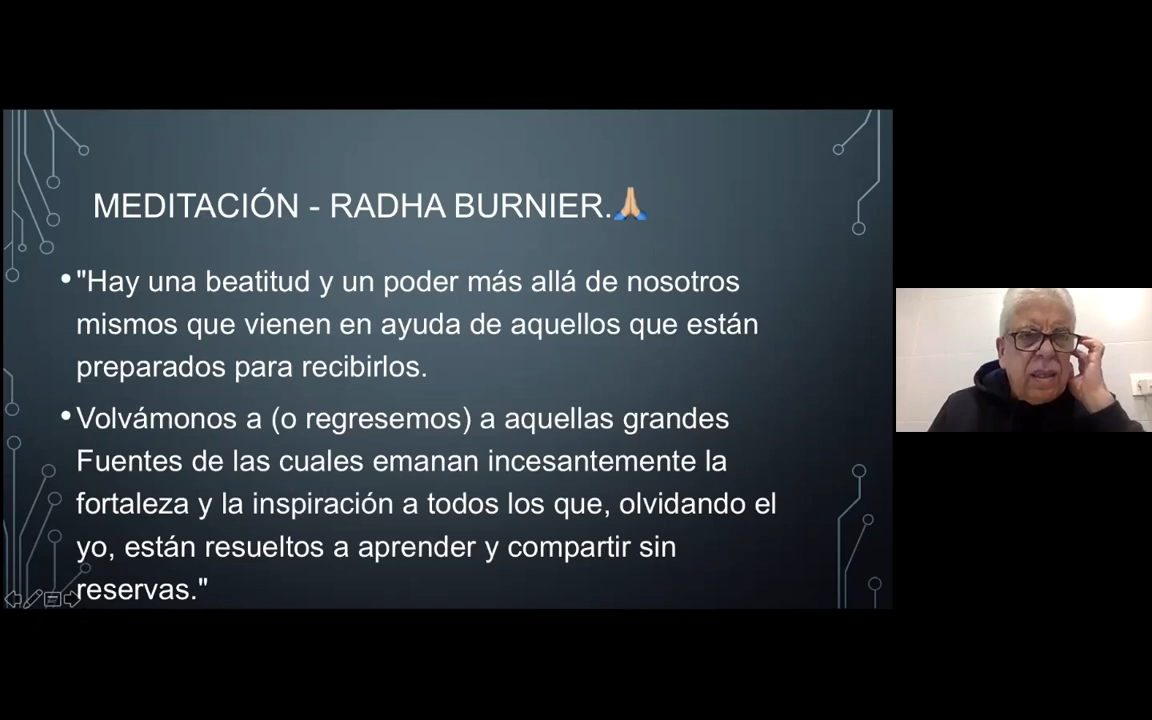 MEDITACIÓN - RADHA BURNIER.🙏🏼
• "Hay una beatitud y un poder más allá de nosotros
mismos que vienen en ayuda de aquellos que están
preparados para recibirlos.
• Volvámonos a (o regresemos) a aquellas grandes
Fuentes de las cuales emanan incesantemente la
fortaleza y la inspiración a todos los que, olvidando el
yo, están resueltos a aprender y compartir sin
reservas."